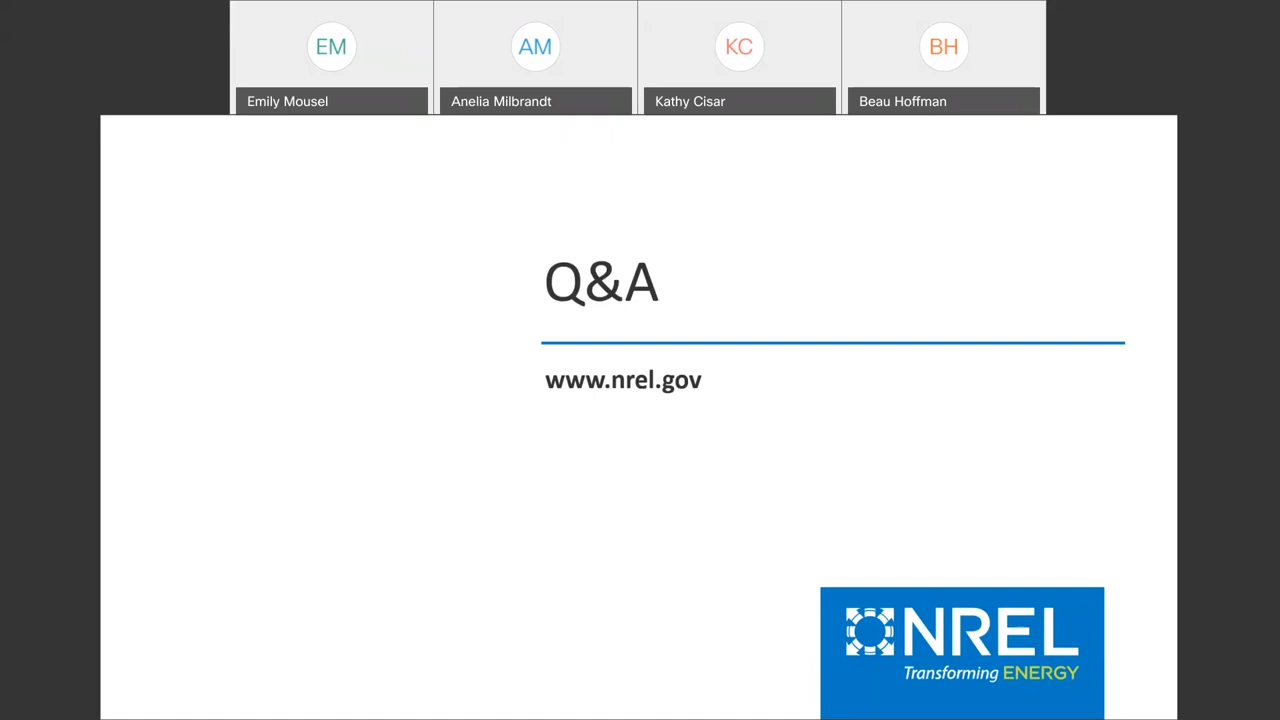 EM AM KC BH
Emily Mousel Anelia Milbrandt Kathy Cisar Beau Hoffman
Q&A
www.nrel.gov
NREL
Transforming ENERGY